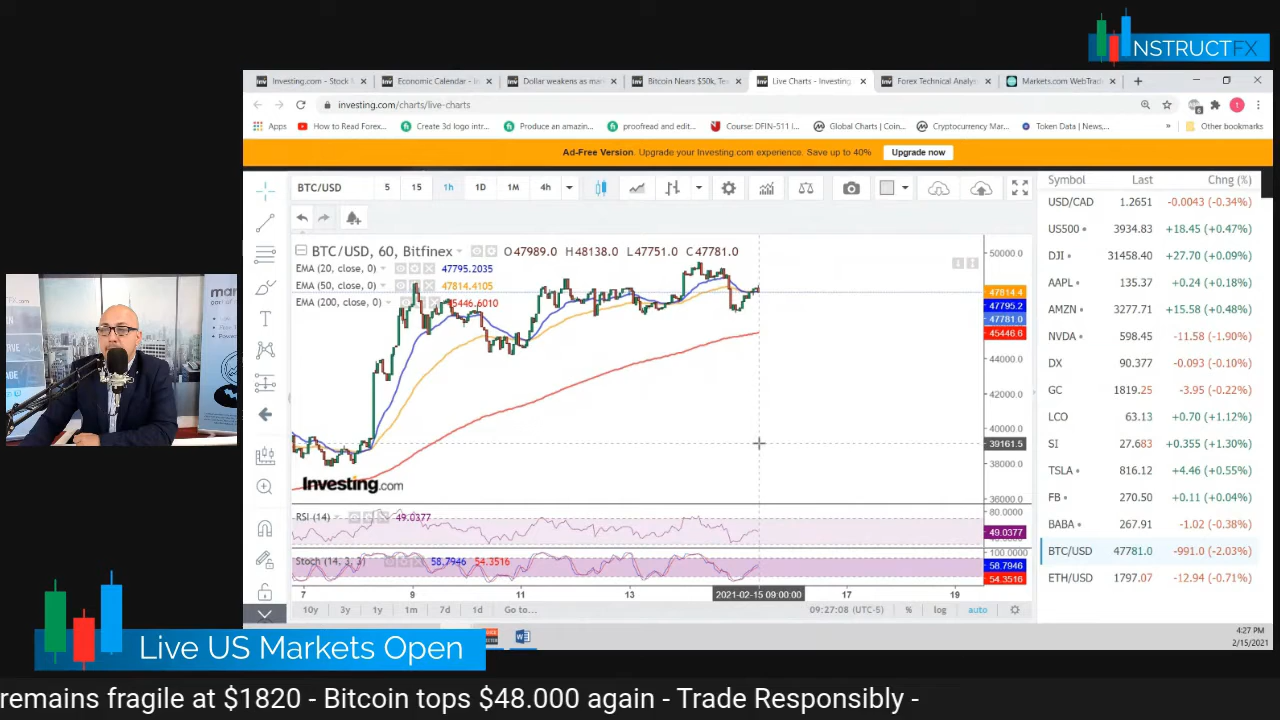 NSTRUCTFX
Investing.com - Stock M
Economic Calendar - In
Dollar weakens as mar
Bitcoin Nears $50k, Tes
Live Charts - Investing
Forex Technical Analys
Markets.com WebTrade
investing.com/charts/live-charts
Apps
How to Read Forex...
Create 3d logo intr...
Produce an amazin...
proofread and edit...
Course: DFIN-511 I...
Global Charts | Coin...
Cryptocurrency Mar...
Token Data | News,...
»
Other bookmarks
Ad-Free Version. Upgrade your Investing.com experience. Save up to 40%
Upgrade now
BTC/USD 5 15 1h 1D 1M 4h
BTC/USD, 60, Bitfinex O47989.0 H48138.0 L47751.0 C47781.0
EMA (20, close, 0) 47795.2035
EMA (50, close, 0) 47814.4105
EMA (200, close, 0) 45446.6010
50000.0
47814.4
47795.2
47781.0
45446.6
44000.0
42000.0
40000.0
39161.5
38000.0
36000.0
Investing.com
RSI (14) 49.0377
80.0000
49.0377
Stoch (14, 3, 3) 58.7946 54.3516
100.0000
58.7946
54.3516
7 9 11 13 2021-02-15 09:00:00 17 19
10y 3y 1y 1m 7d 1d Go to...
09:27:08 (UTC-5) % log auto
Symbol Last Chng (%)
USD/CAD 1.2651 -0.0043 (-0.34%)
US500 3934.83 +18.45 (+0.47%)
DJI 31458.40 +27.70 (+0.09%)
AAPL 135.37 +0.24 (+0.18%)
AMZN 3277.71 +15.58 (+0.48%)
NVDA 598.45 -11.58 (-1.90%)
DX 90.377 -0.093 (-0.10%)
GC 1819.25 -3.95 (-0.22%)
LCO 63.13 +0.70 (+1.12%)
SI 27.683 +0.355 (+1.30%)
TSLA 816.12 +4.46 (+0.55%)
FB 270.50 +0.11 (+0.04%)
BABA 267.91 -1.02 (-0.38%)
BTC/USD 47781.0 -991.0 (-2.03%)
ETH/USD 1797.07 -12.94 (-0.71%)
4:27 PM
2/15/2021
Live US Markets Open
remains fragile at $1820 - Bitcoin tops $48.000 again - Trade Responsibly -